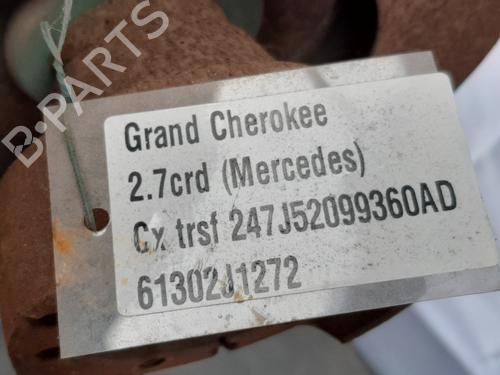 B-PARTS
Grand Cherokee
2.7crd (Mercedes)
Cx trsf 247J52099360AD
61302J1272